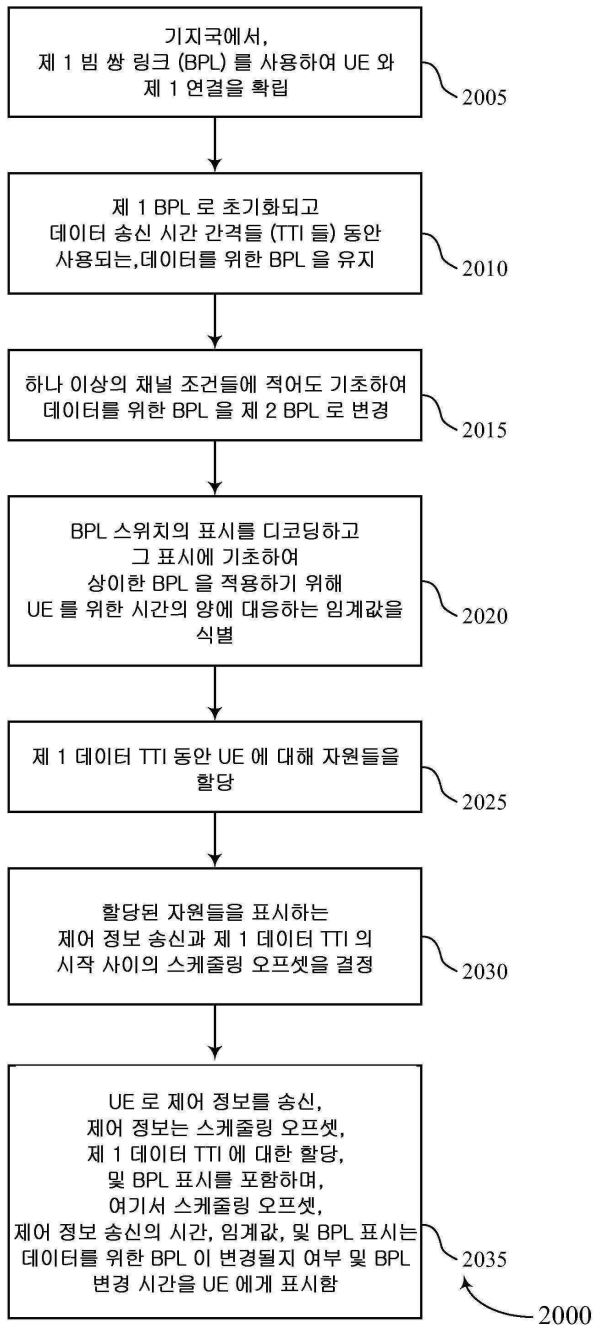 기지국에서,
제 1 빔 쌍 링크 (BPL) 를 사용하여 UE 와
제 1 연결을 확립
2005
제 1 BPL 로 초기화되고
데이터 송신 시간 간격들 (TTI 들) 동안
사용되는,데이터를 위한 BPL 을 유지
2010
하나 이상의 채널 조건들에 적어도 기초하여
데이터를 위한 BPL 을 제 2 BPL 로 변경
2015
BPL 스위치의 표시를 디코딩하고
그 표시에 기초하여
상이한 BPL 을 적용하기 위해
UE 를 위한 시간의 양에 대응하는 임계값을
식별
2020
제 1 데이터 TTI 동안 UE 에 대해 자원들을
할당
2025
할당된 자원들을 표시하는
제어 정보 송신과 제 1 데이터 TTI 의
시작 사이의 스케줄링 오프셋을 결정
2030
UE 로 제어 정보를 송신,
제어 정보는 스케줄링 오프셋,
제 1 데이터 TTI 에 대한 할당,
및 BPL 표시를 포함하며,
여기서 스케줄링 오프셋,
제어 정보 송신의 시간, 임계값, 및 BPL 표시는
데이터를 위한 BPL 이 변경될지 여부 및 BPL
변경 시간을 UE 에게 표시함
2035
2000